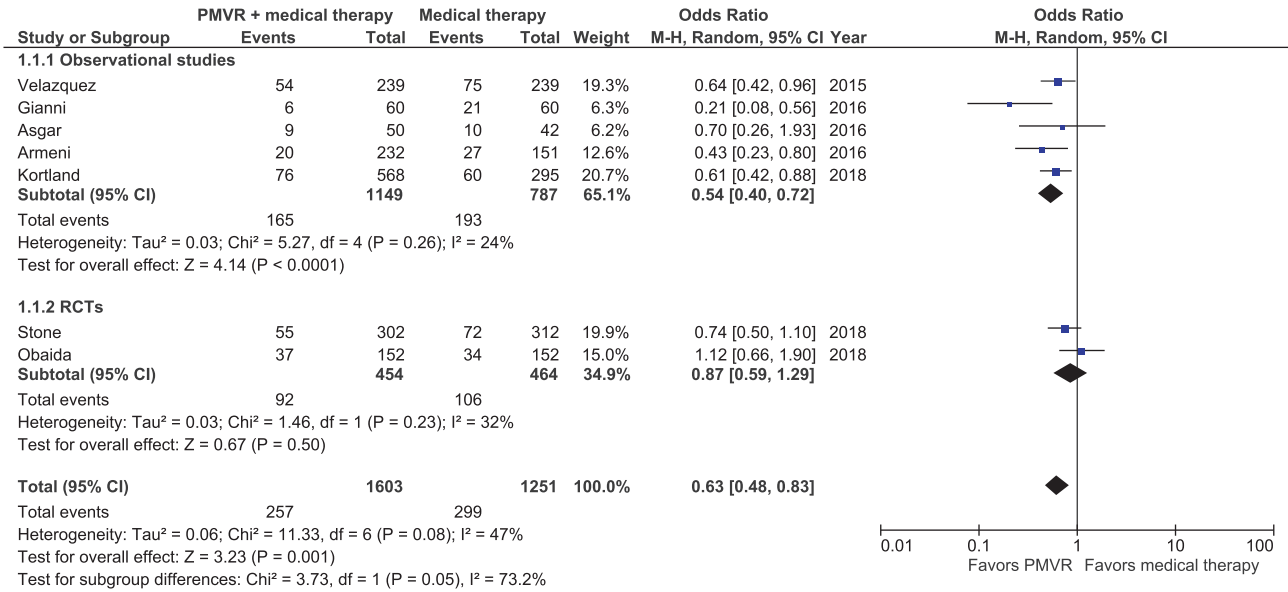 PMVR + medical therapy Medical therapy Odds Ratio Odds Ratio
Study or Subgroup Events Total Events Total Weight M-H, Random, 95% CI Year M-H, Random, 95% CI
1.1.1 Observational studies
Velazquez 54 239 75 239 19.3% 0.64 [0.42, 0.96] 2015
Gianni 6 60 21 60 6.3% 0.21 [0.08, 0.56] 2016
Asgar 9 50 10 42 6.2% 0.70 [0.26, 1.93] 2016
Armeni 20 232 27 151 12.6% 0.43 [0.23, 0.80] 2016
Kortland 76 568 60 295 20.7% 0.61 [0.42, 0.88] 2018
Subtotal (95% CI) 1149 787 65.1% 0.54 [0.40, 0.72]
Total events 165 193
Heterogeneity: Tau² = 0.03; Chi² = 5.27, df = 4 (P = 0.26); I² = 24%
Test for overall effect: Z = 4.14 (P < 0.0001)
1.1.2 RCTs
Stone 55 302 72 312 19.9% 0.74 [0.50, 1.10] 2018
Obaida 37 152 34 152 15.0% 1.12 [0.66, 1.90] 2018
Subtotal (95% CI) 454 464 34.9% 0.87 [0.59, 1.29]
Total events 92 106
Heterogeneity: Tau² = 0.03; Chi² = 1.46, df = 1 (P = 0.23); I² = 32%
Test for overall effect: Z = 0.67 (P = 0.50)
Total (95% CI) 1603 1251 100.0% 0.63 [0.48, 0.83]
Total events 257 299
Heterogeneity: Tau² = 0.06; Chi² = 11.33, df = 6 (P = 0.08); I² = 47%
Test for overall effect: Z = 3.23 (P = 0.001)
Test for subgroup differences: Chi² = 3.73, df = 1 (P = 0.05), I² = 73.2%
0.01 0.1 1 10 100
Favors PMVR Favors medical therapy